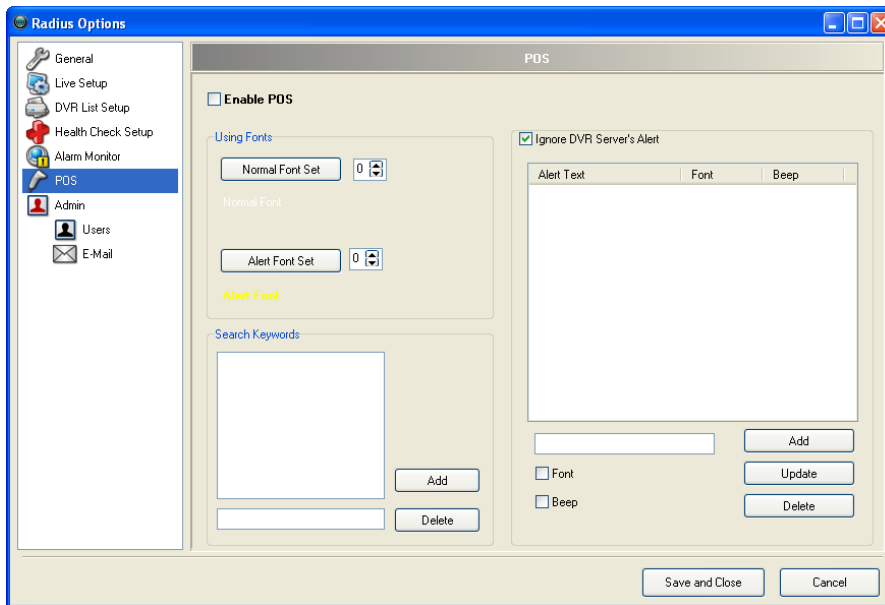 Radius Options
General
Live Setup
DVR List Setup
Health Check Setup
Alarm Monitor
POS
Admin
Users
E-Mail
POS
Enable POS
Using Fonts
Normal Font Set 0
Normal Font
Alert Font Set 0
Alert Font
Search Keywords
Add
Delete
Ignore DVR Server's Alert
Alert Text Font Beep
Add
Font Update
Beep Delete
Save and Close Cancel